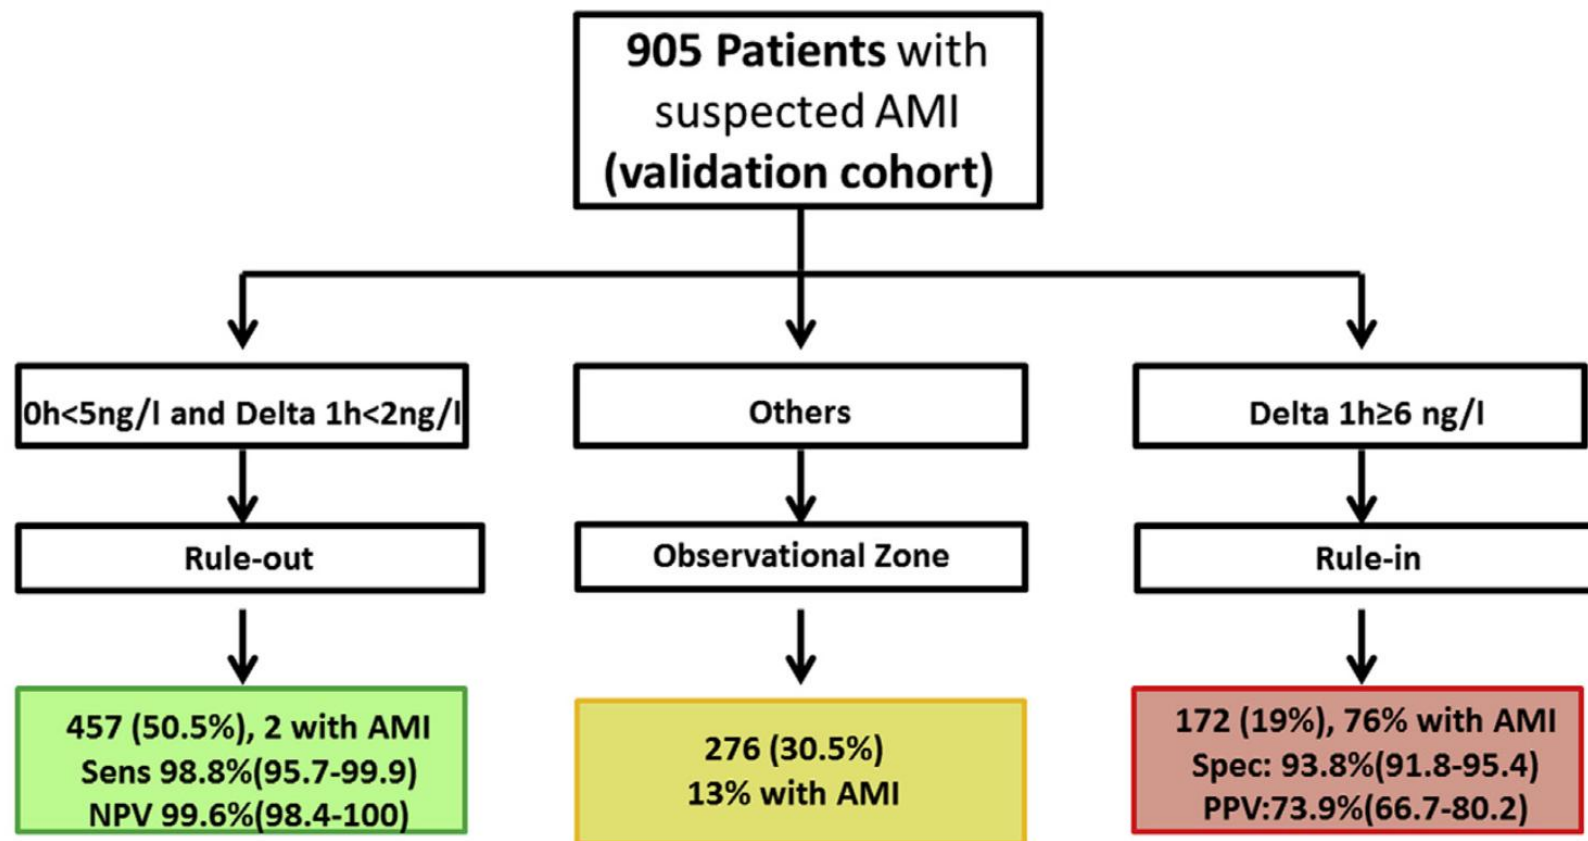 905 Patients with
suspected AMI
(validation cohort)
0h<5ng/l and Delta 1h<2ng/l
Others
Delta 1h≥6 ng/l
Rule-out
Observational Zone
Rule-in
457 (50.5%), 2 with AMI
Sens 98.8%(95.7-99.9)
NPV 99.6%(98.4-100)
276 (30.5%)
13% with AMI
172 (19%), 76% with AMI
Spec: 93.8%(91.8-95.4)
PPV:73.9%(66.7-80.2)